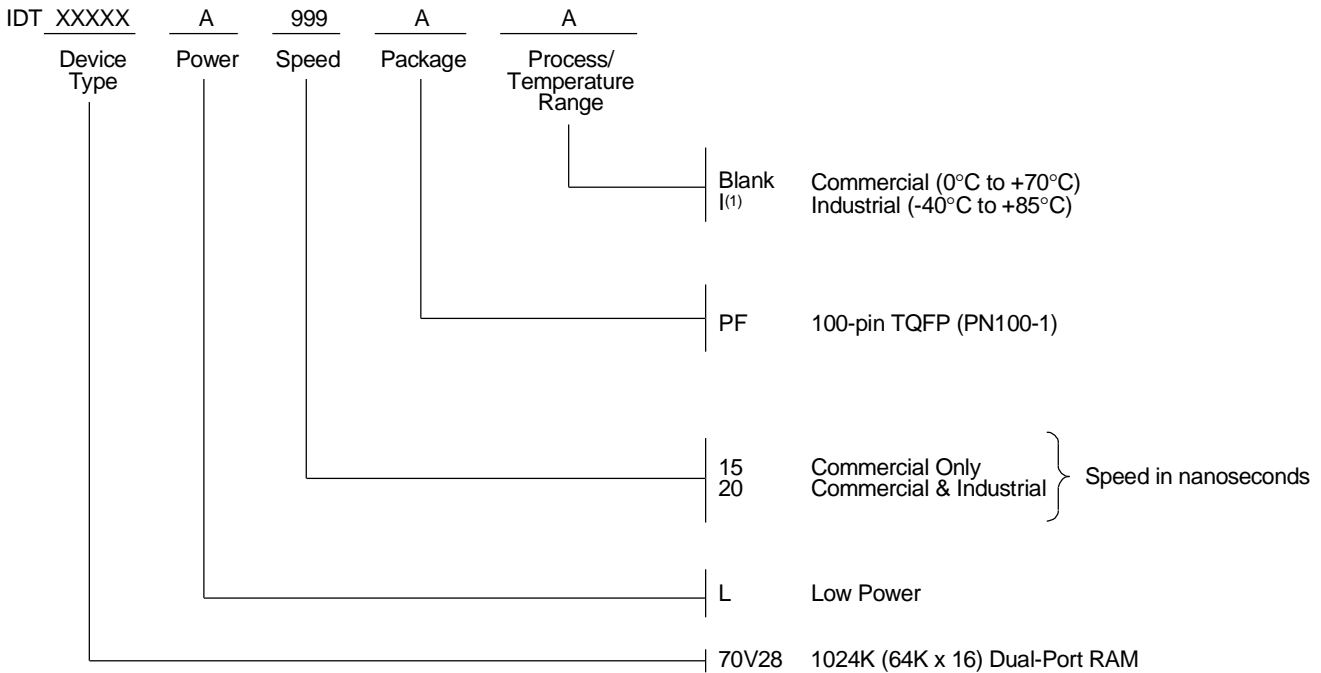 IDT XXXXX A 999 A A
Device Type Power Speed Package Process/ Temperature Range
Blank Commercial (0°C to +70°C)
I(1) Industrial (-40°C to +85°C)
PF 100-pin TQFP (PN100-1)
15 Commercial Only
20 Commercial & Industrial
Speed in nanoseconds
L Low Power
70V28 1024K (64K x 16) Dual-Port RAM